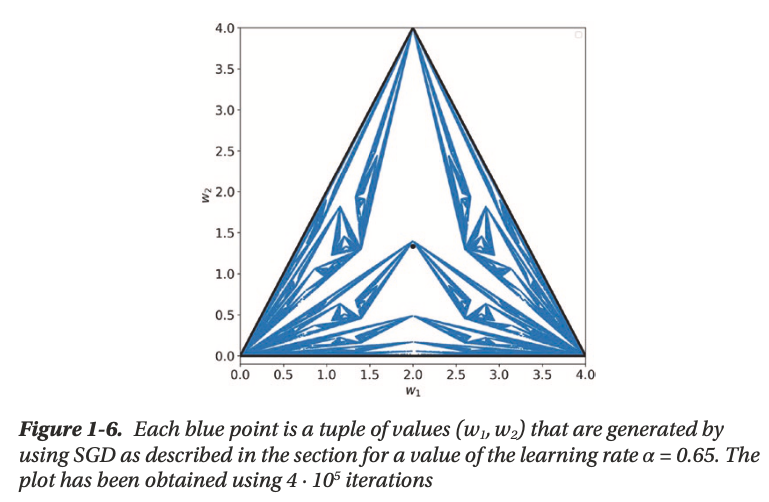 4.0
3.5
3.0
2.5
2.0
1.5
1.0
0.5
0.0
w₂
0.0 0.5 1.0 1.5 2.0 2.5 3.0 3.5 4.0
w₁
Figure 1-6. Each blue point is a tuple of values (w₁, w₂) that are generated by
using SGD as described in the section for a value of the learning rate α = 0.65. The
plot has been obtained using 4 · 10⁵ iterations